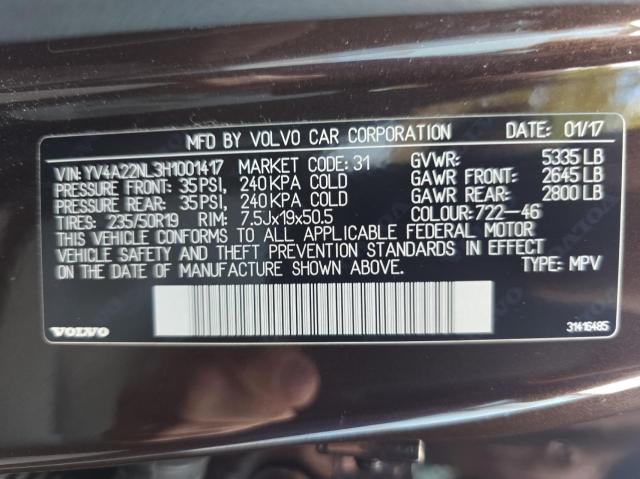 MFD BY VOLVO CAR CORPORATION DATE: 01/17
VIN: YV4A22NL3H1001417 MARKET CODE: 31 GVWR: 5335 LB
PRESSURE FRONT: 35 PSI, 240 KPA COLD GAWR FRONT: 2645 LB
PRESSURE REAR: 35 PSI, 240 KPA COLD GAWR REAR: 2800 LB
TIRES: 235/50R19 RIM: 7.5Jx19x50.5 COLOUR: 722-46
THIS VEHICLE CONFORMS TO ALL APPLICABLE FEDERAL MOTOR
VEHICLE SAFETY AND THEFT PREVENTION STANDARDS IN EFFECT
ON THE DATE OF MANUFACTURE SHOWN ABOVE. TYPE: MPV
VOLVO 31416485